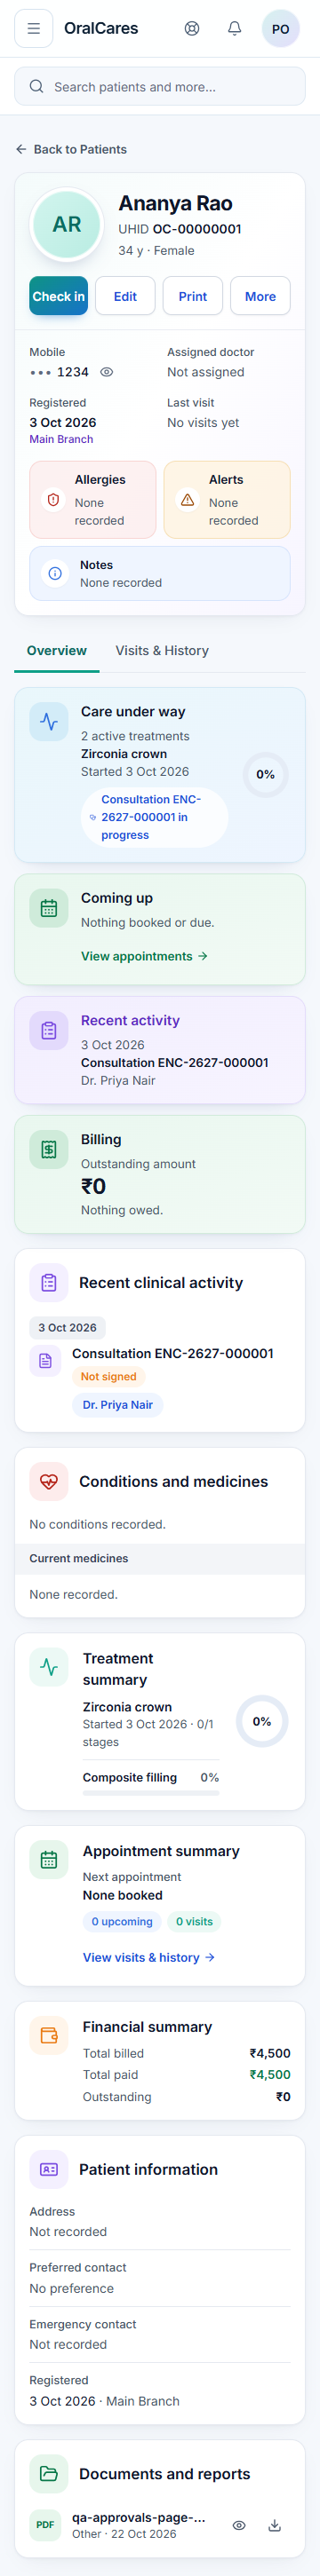 OralCares
PO
Search patients and more...
Back to Patients
AR
Ananya Rao
UHID OC-00000001
34 y · Female
Check in
Edit
Print
More
Mobile
••• 1234
Assigned doctor
Not assigned
Registered
3 Oct 2026
Main Branch
Last visit
No visits yet
Allergies
None
recorded
Alerts
None
recorded
Notes
None recorded
Overview
Visits & History
Care under way
2 active treatments
Zirconia crown
Started 3 Oct 2026
Consultation ENC-
2627-000001 in
progress
0%
Coming up
Nothing booked or due.
View appointments →
Recent activity
3 Oct 2026
Consultation ENC-2627-000001
Dr. Priya Nair
Billing
Outstanding amount
₹0
Nothing owed.
Recent clinical activity
3 Oct 2026
Consultation ENC-2627-000001
Not signed
Dr. Priya Nair
Conditions and medicines
No conditions recorded.
Current medicines
None recorded.
Treatment
summary
Zirconia crown
Started 3 Oct 2026 · 0/1
stages
0%
Composite filling 0%
Appointment summary
Next appointment
None booked
0 upcoming
0 visits
View visits & history →
Financial summary
Total billed ₹4,500
Total paid ₹4,500
Outstanding ₹0
Patient information
Address
Not recorded
Preferred contact
No preference
Emergency contact
Not recorded
Registered
3 Oct 2026 · Main Branch
Documents and reports
PDF
qa-approvals-page-...
Other · 22 Oct 2026